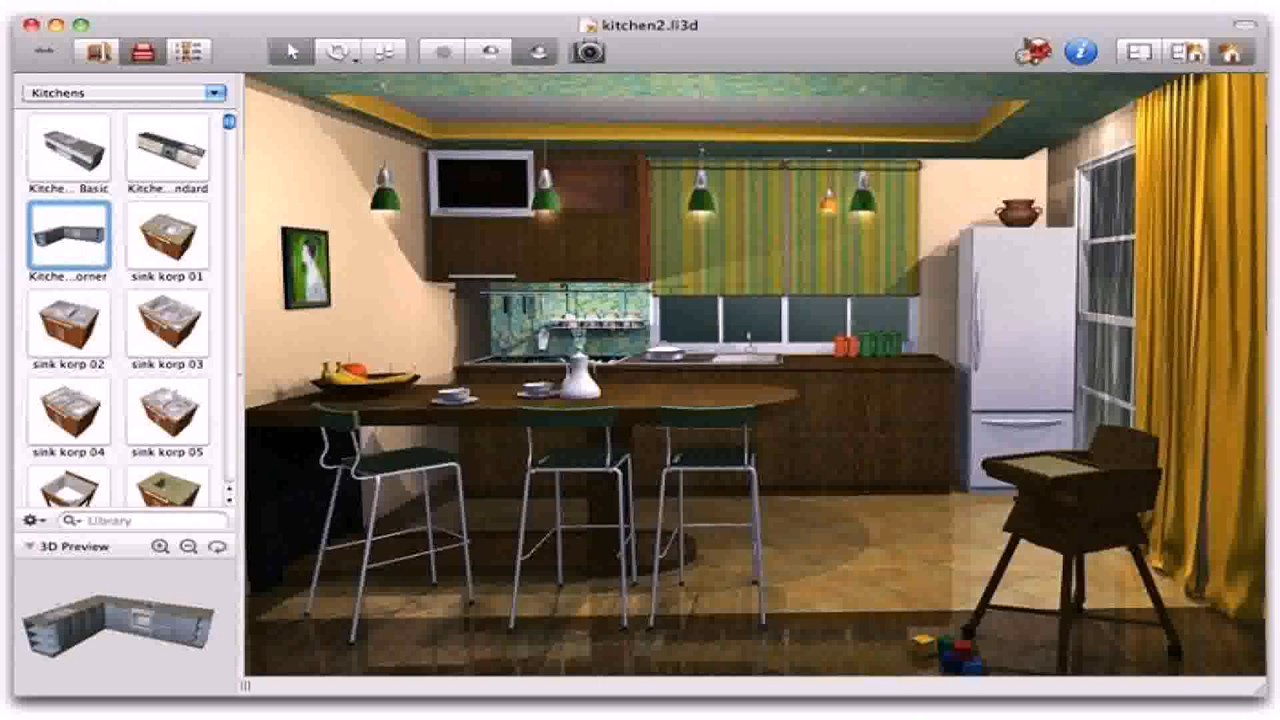 kitchen2.li3d
Kitchens
Kitche... Basic
Kitche...ndard
Kitche...orner
sink korp 01
sink korp 02
sink korp 03
sink korp 04
sink korp 05
Library
3D Preview